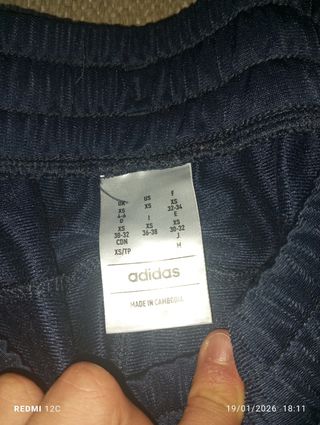 UK US F
XS XS XS
4-6 32-34
D I E
XS XS XS
30-32 36-38 30-32
CDN J
XS/TP M
adidas
MADE IN CAMBODIA
REDMI 12C
19/01/2026 18:11